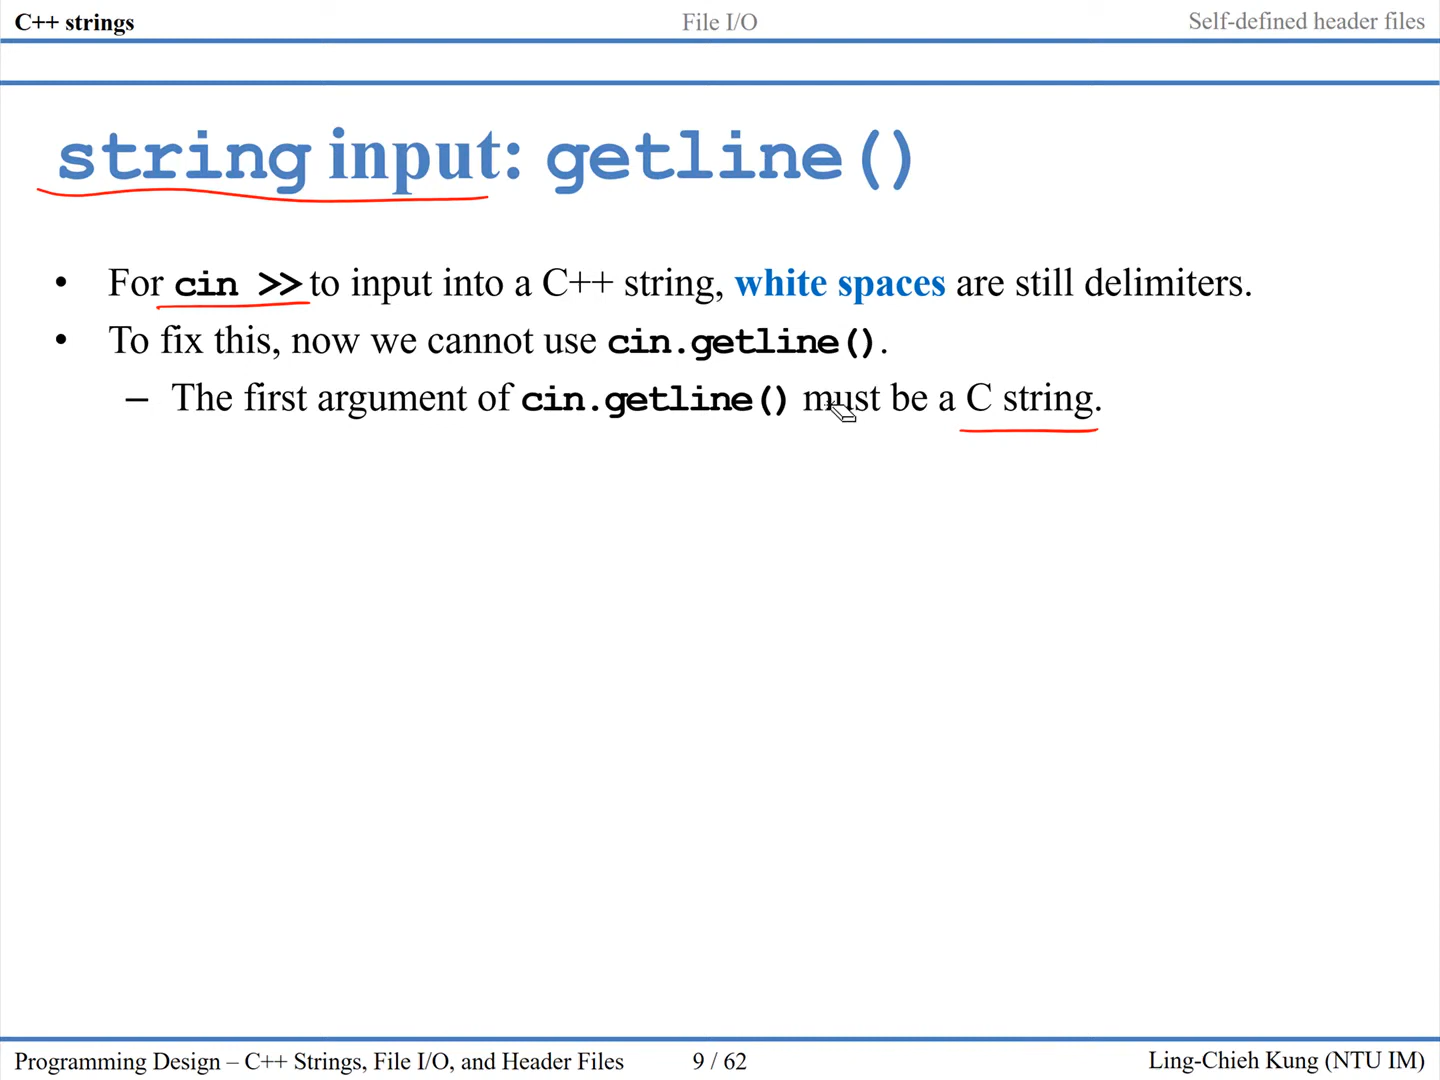 C++ strings File I/O Self-defined header files
string input: getline()
• For cin >> to input into a C++ string, white spaces are still delimiters.
• To fix this, now we cannot use cin.getline().
– The first argument of cin.getline() must be a C string.
Programming Design – C++ Strings, File I/O, and Header Files 9 / 62 Ling-Chieh Kung (NTU IM)